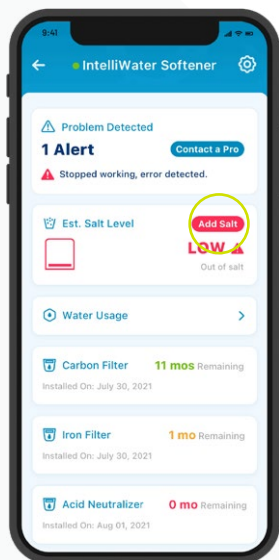 9:41
IntelliWater Softener
Problem Detected
1 Alert
Contact a Pro
Stopped working, error detected.
Est. Salt Level
Add Salt
LOW
Out of salt
Water Usage
Carbon Filter
11 mos Remaining
Installed On: July 30, 2021
Iron Filter
1 mo Remaining
Installed On: July 30, 2021
Acid Neutralizer
0 mo Remaining
Installed On: Aug 01, 2021